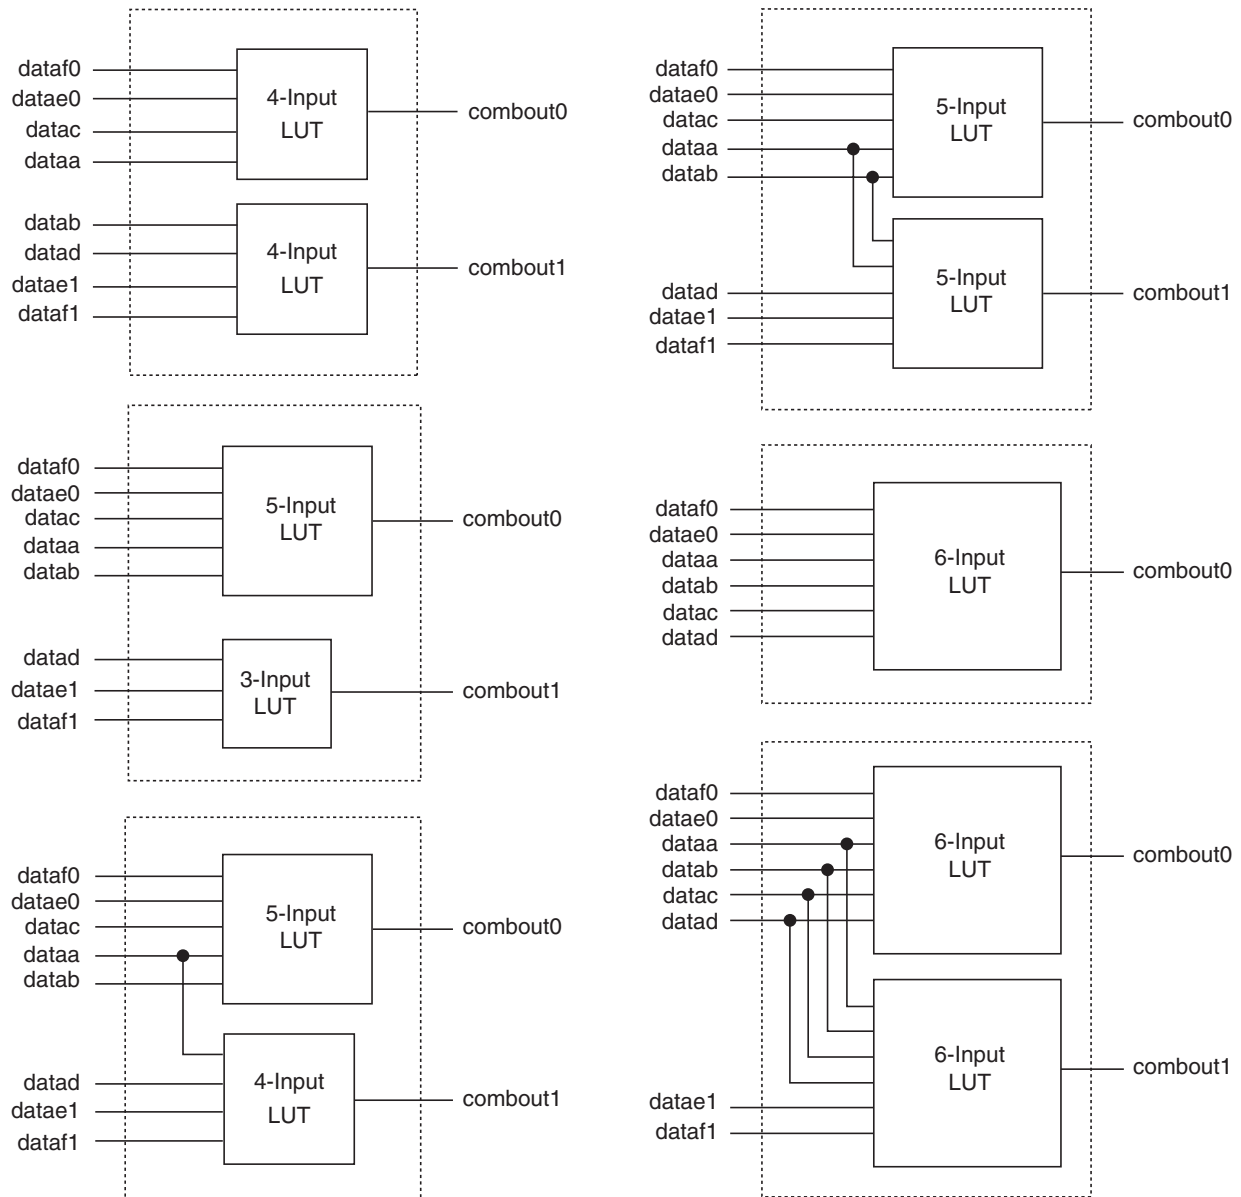 dataf0
datae0
datac
dataa
4-Input
LUT
combout0
datab
datad
datae1
dataf1
4-Input
LUT
combout1
dataf0
datae0
datac
dataa
datab
5-Input
LUT
combout0
datad
datae1
dataf1
3-Input
LUT
combout1
dataf0
datae0
datac
dataa
datab
5-Input
LUT
combout0
datad
datae1
dataf1
4-Input
LUT
combout1
dataf0
datae0
datac
dataa
datab
5-Input
LUT
combout0
datad
datae1
dataf1
5-Input
LUT
combout1
dataf0
datae0
dataa
datab
datac
datad
6-Input
LUT
combout0
dataf0
datae0
dataa
datab
datac
datad
6-Input
LUT
combout0
datae1
dataf1
6-Input
LUT
combout1